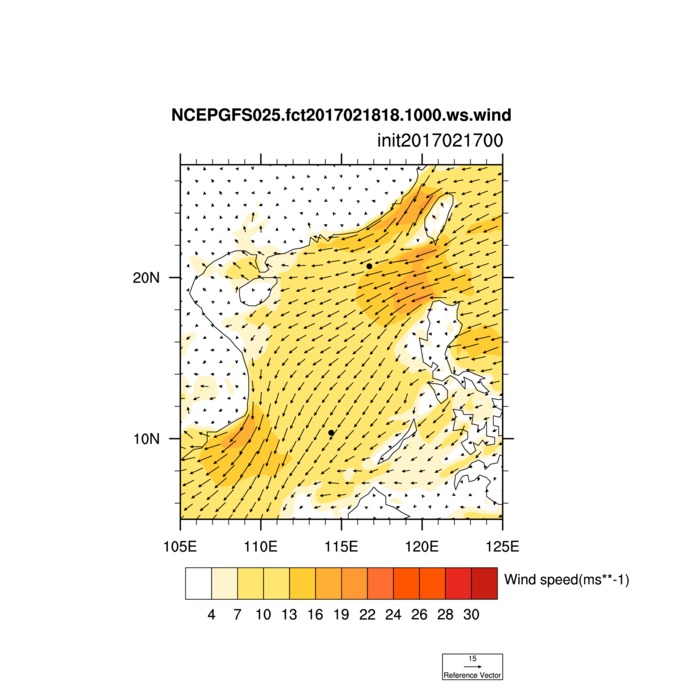 NCEPGFS025.fct2017021818.1000.ws.wind
init2017021700
20N
10N
105E 110E 115E 120E 125E
Wind speed(ms**-1)
4 7 10 13 16 19 22 24 26 28 30
15
Reference Vector